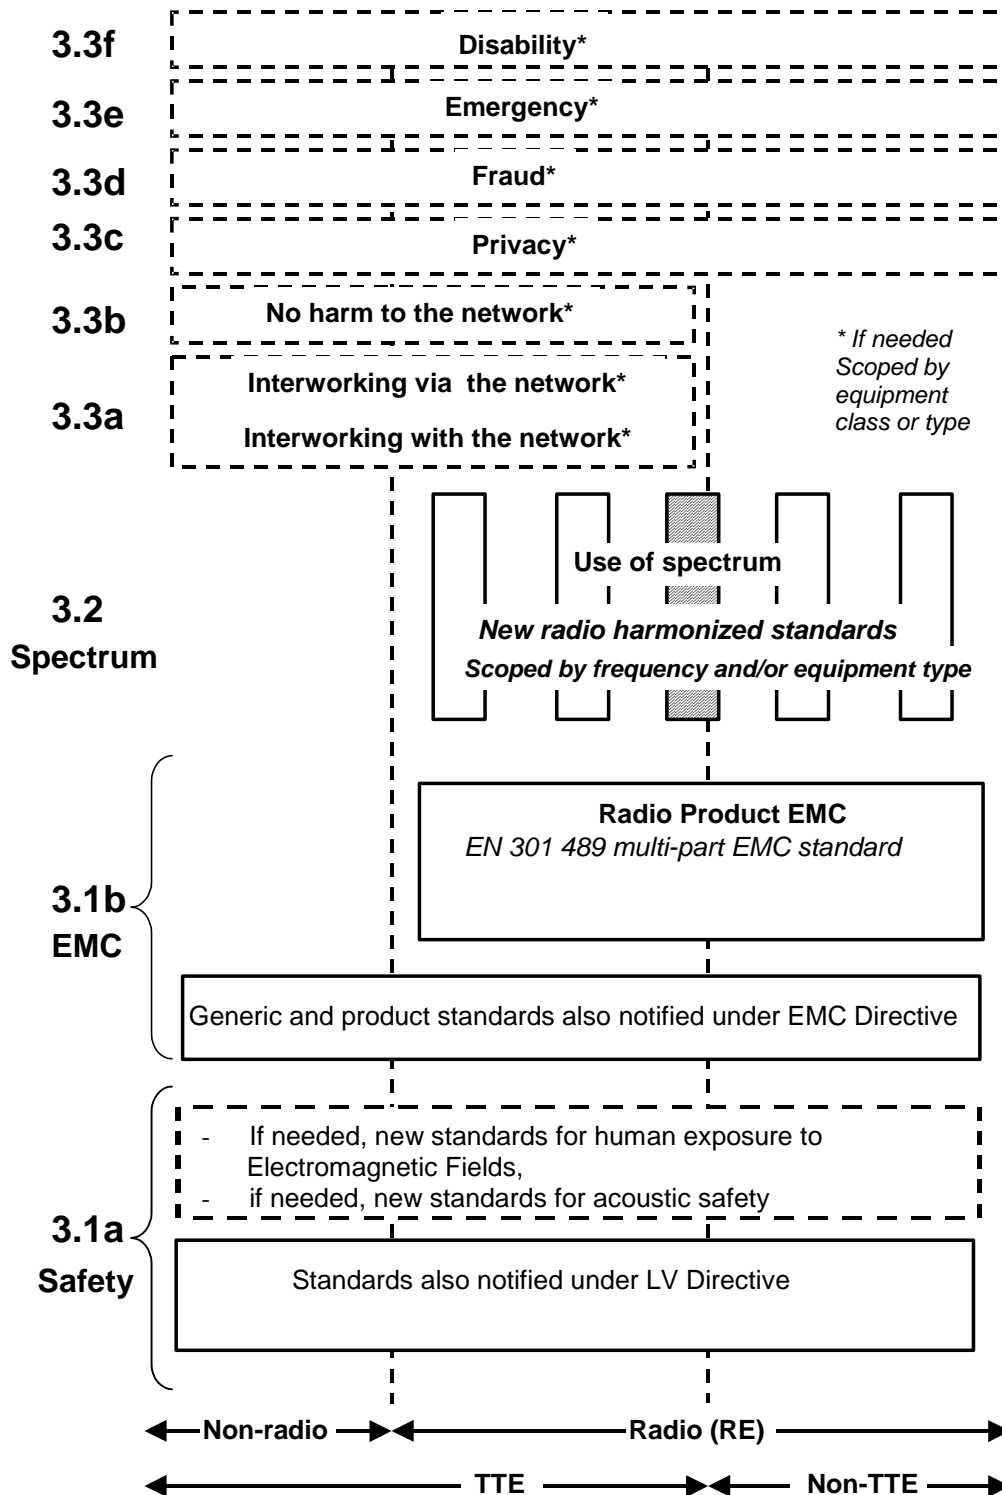 3.3f
Disability*
3.3e
Emergency*
3.3d
Fraud*
3.3c
Privacy*
3.3b
No harm to the network*
* If needed
Scoped by
equipment
class or type
3.3a
Interworking via the network*
Interworking with the network*
3.2
Spectrum
Use of spectrum
New radio harmonized standards
Scoped by frequency and/or equipment type
3.1b
EMC
Radio Product EMC
EN 301 489 multi-part EMC standard
Generic and product standards also notified under EMC Directive
3.1a
Safety
- If needed, new standards for human exposure to
Electromagnetic Fields,
- if needed, new standards for acoustic safety
Standards also notified under LV Directive
Non-radio
Radio (RE)
TTE
Non-TTE